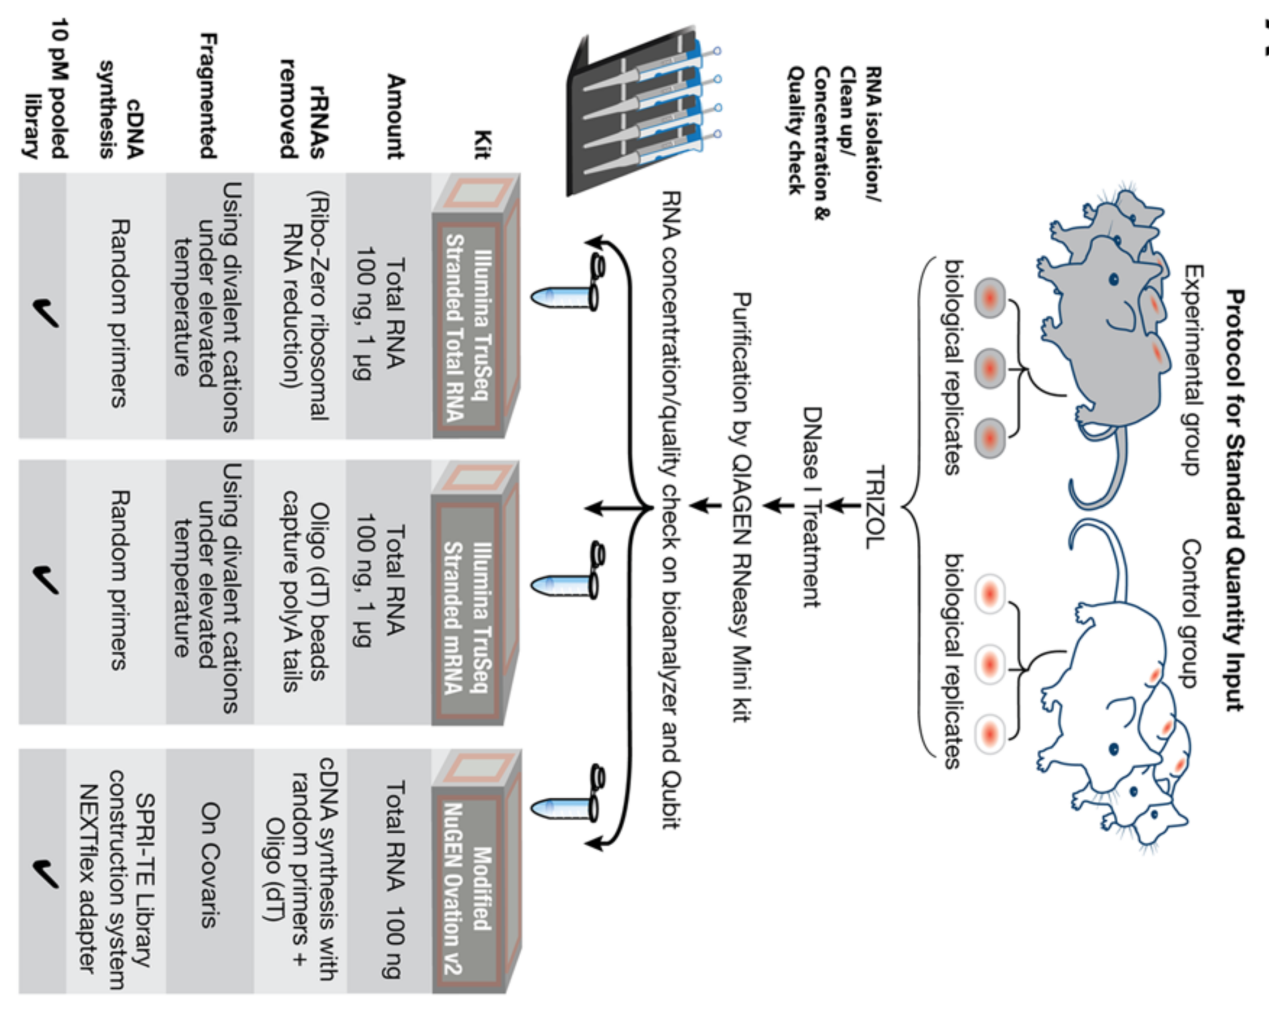 Protocol for Standard Quantity Input
Experimental group
Control group
biological replicates
biological replicates
RNA isolation/
Clean up/
Concentration &
Quality check
TRIZOL
DNase I Treatment
Purification by QIAGEN RNeasy Mini kit
RNA concentration/quality check on bioanalyzer and Qubit
Kit
Illumina TruSeq
Stranded Total RNA
Illumina TruSeq
Stranded mRNA
Modified
NuGEN Ovation v2
Amount
Total RNA
100 ng, 1 µg
Total RNA
100 ng, 1 µg
Total RNA 100 ng
rRNAs
removed
(Ribo-Zero ribosomal
RNA reduction)
Oligo (dT) beads
capture polyA tails
cDNA synthesis with
random primers +
Oligo (dT)
Fragmented
Using divalent cations
under elevated
temperature
Using divalent cations
under elevated
temperature
On Covaris
cDNA
synthesis
Random primers
Random primers
SPRI-TE Library
construction system
NEXTflex adapter
10 pM pooled
library